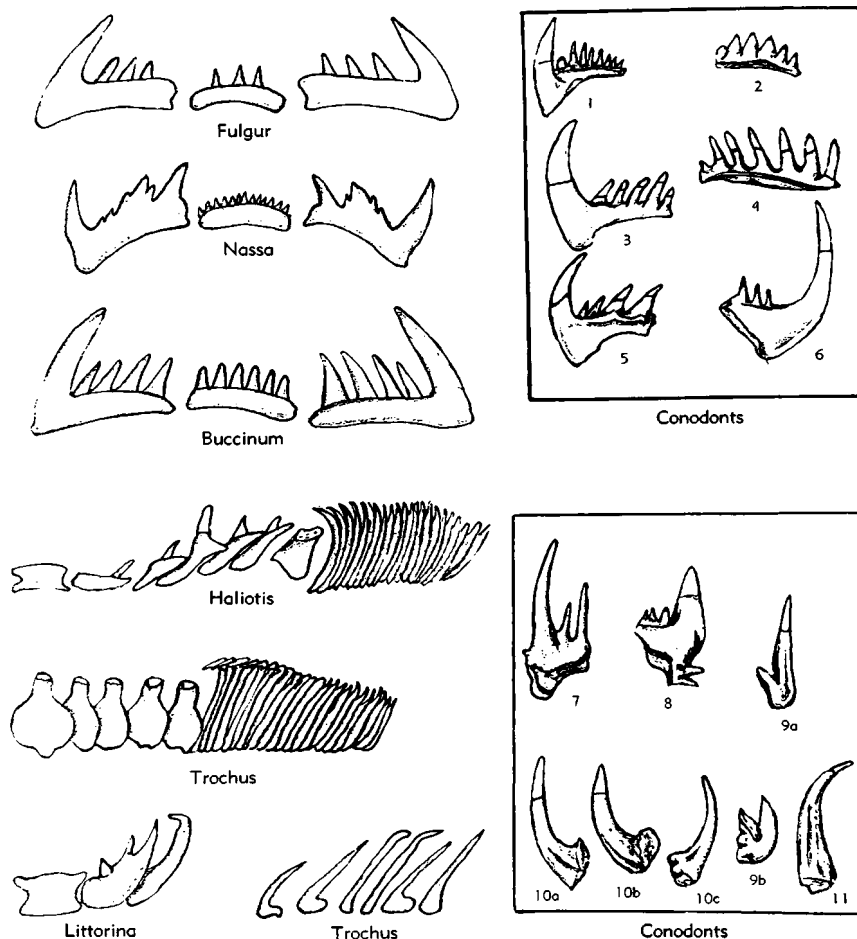 Fulgur
Nassa
Buccinum
Haliotis
Trochus
Littorina
Trochus
1
2
3
4
5
6
Conodonts
7
8
9a
10a
10b
10c
9b
11
Conodonts